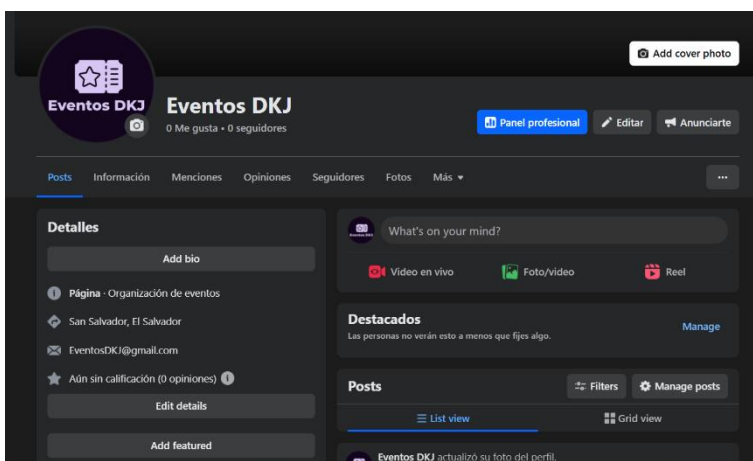 Add cover photo
Eventos DKJ
Eventos DKJ
0 Me gusta • 0 seguidores
Panel profesional
Editar
Anunciarte
Posts Información Menciones Opiniones Seguidores Fotos Más
Detalles
Add bio
Página · Organización de eventos
San Salvador, El Salvador
EventosDKJ@gmail.com
Aún sin calificación (0 opiniones)
Edit details
Add featured
What's on your mind?
Video en vivo Foto/video Reel
Destacados
Las personas no verán esto a menos que fijes algo.
Manage
Posts
Filters
Manage posts
List view Grid view
Eventos DKJ actualizó su foto del perfil.